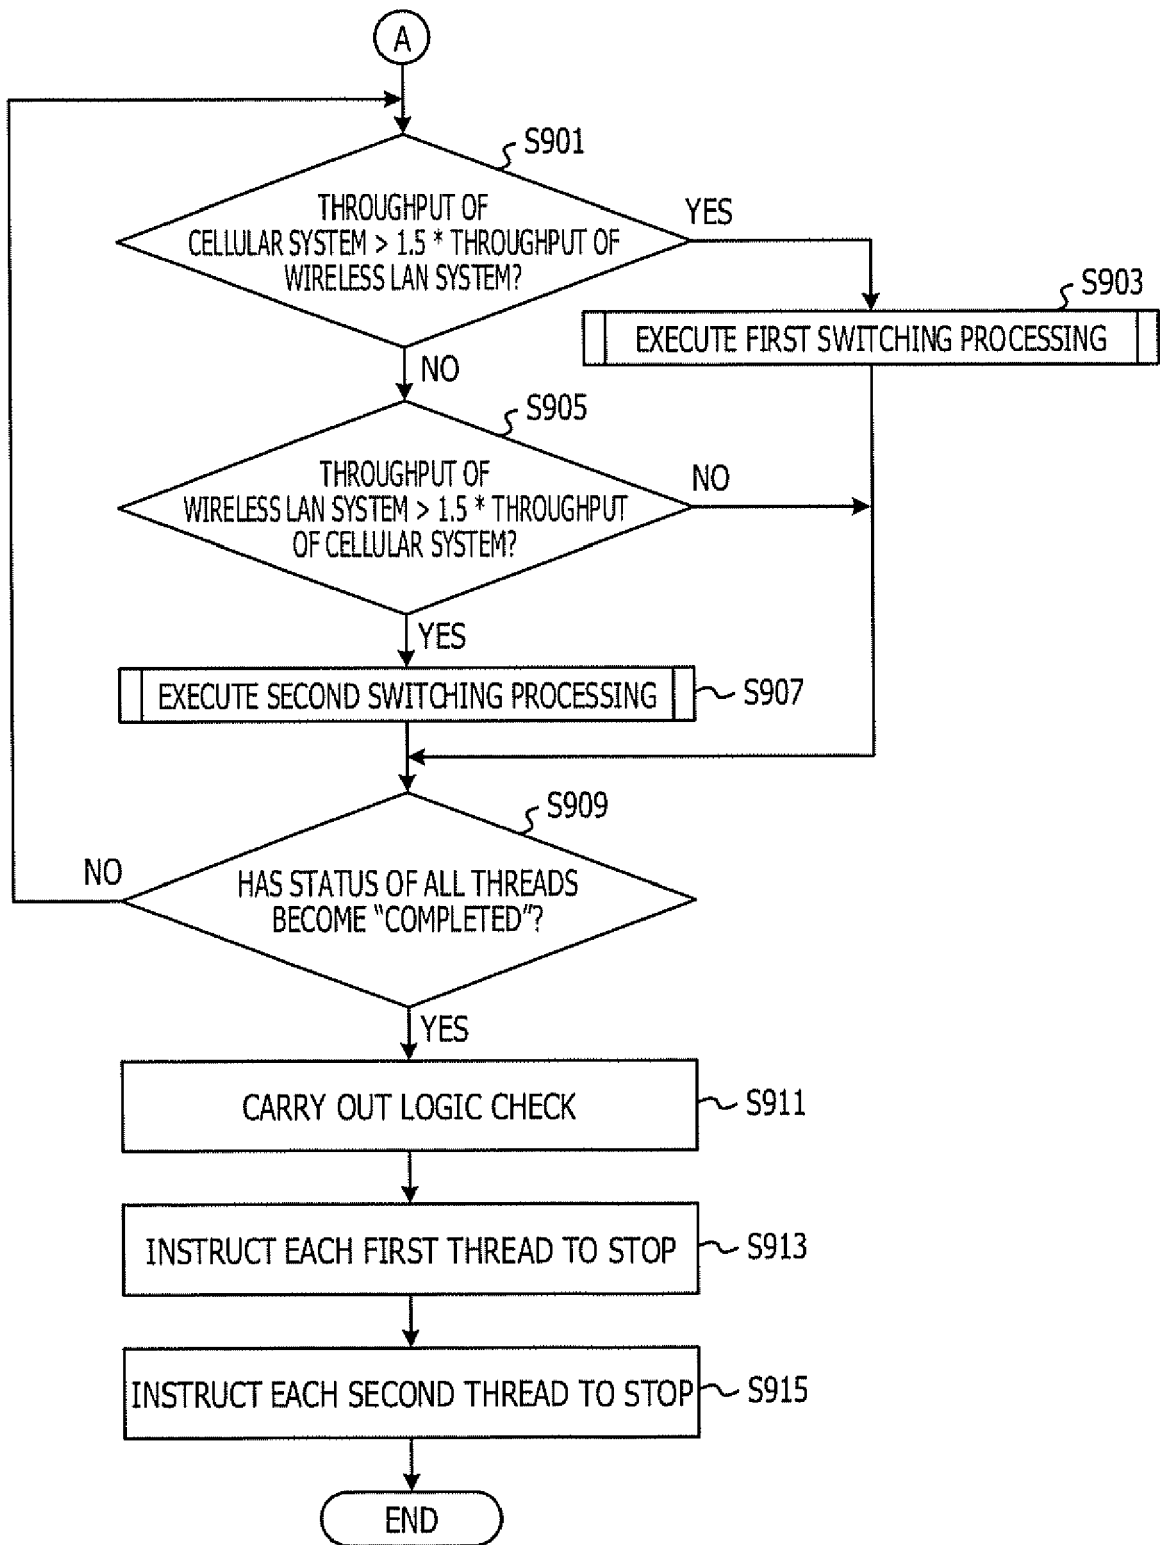 A
S901
THROUGHPUT OF
CELLULAR SYSTEM > 1.5 * THROUGHPUT OF
WIRELESS LAN SYSTEM?
YES
S903
EXECUTE FIRST SWITCHING PROCESSING
NO
S905
THROUGHPUT OF
WIRELESS LAN SYSTEM > 1.5 * THROUGHPUT
OF CELLULAR SYSTEM?
NO
YES
EXECUTE SECOND SWITCHING PROCESSING
S907
S909
NO
HAS STATUS OF ALL THREADS
BECOME “COMPLETED”?
YES
CARRY OUT LOGIC CHECK
S911
INSTRUCT EACH FIRST THREAD TO STOP
S913
INSTRUCT EACH SECOND THREAD TO STOP
S915
END